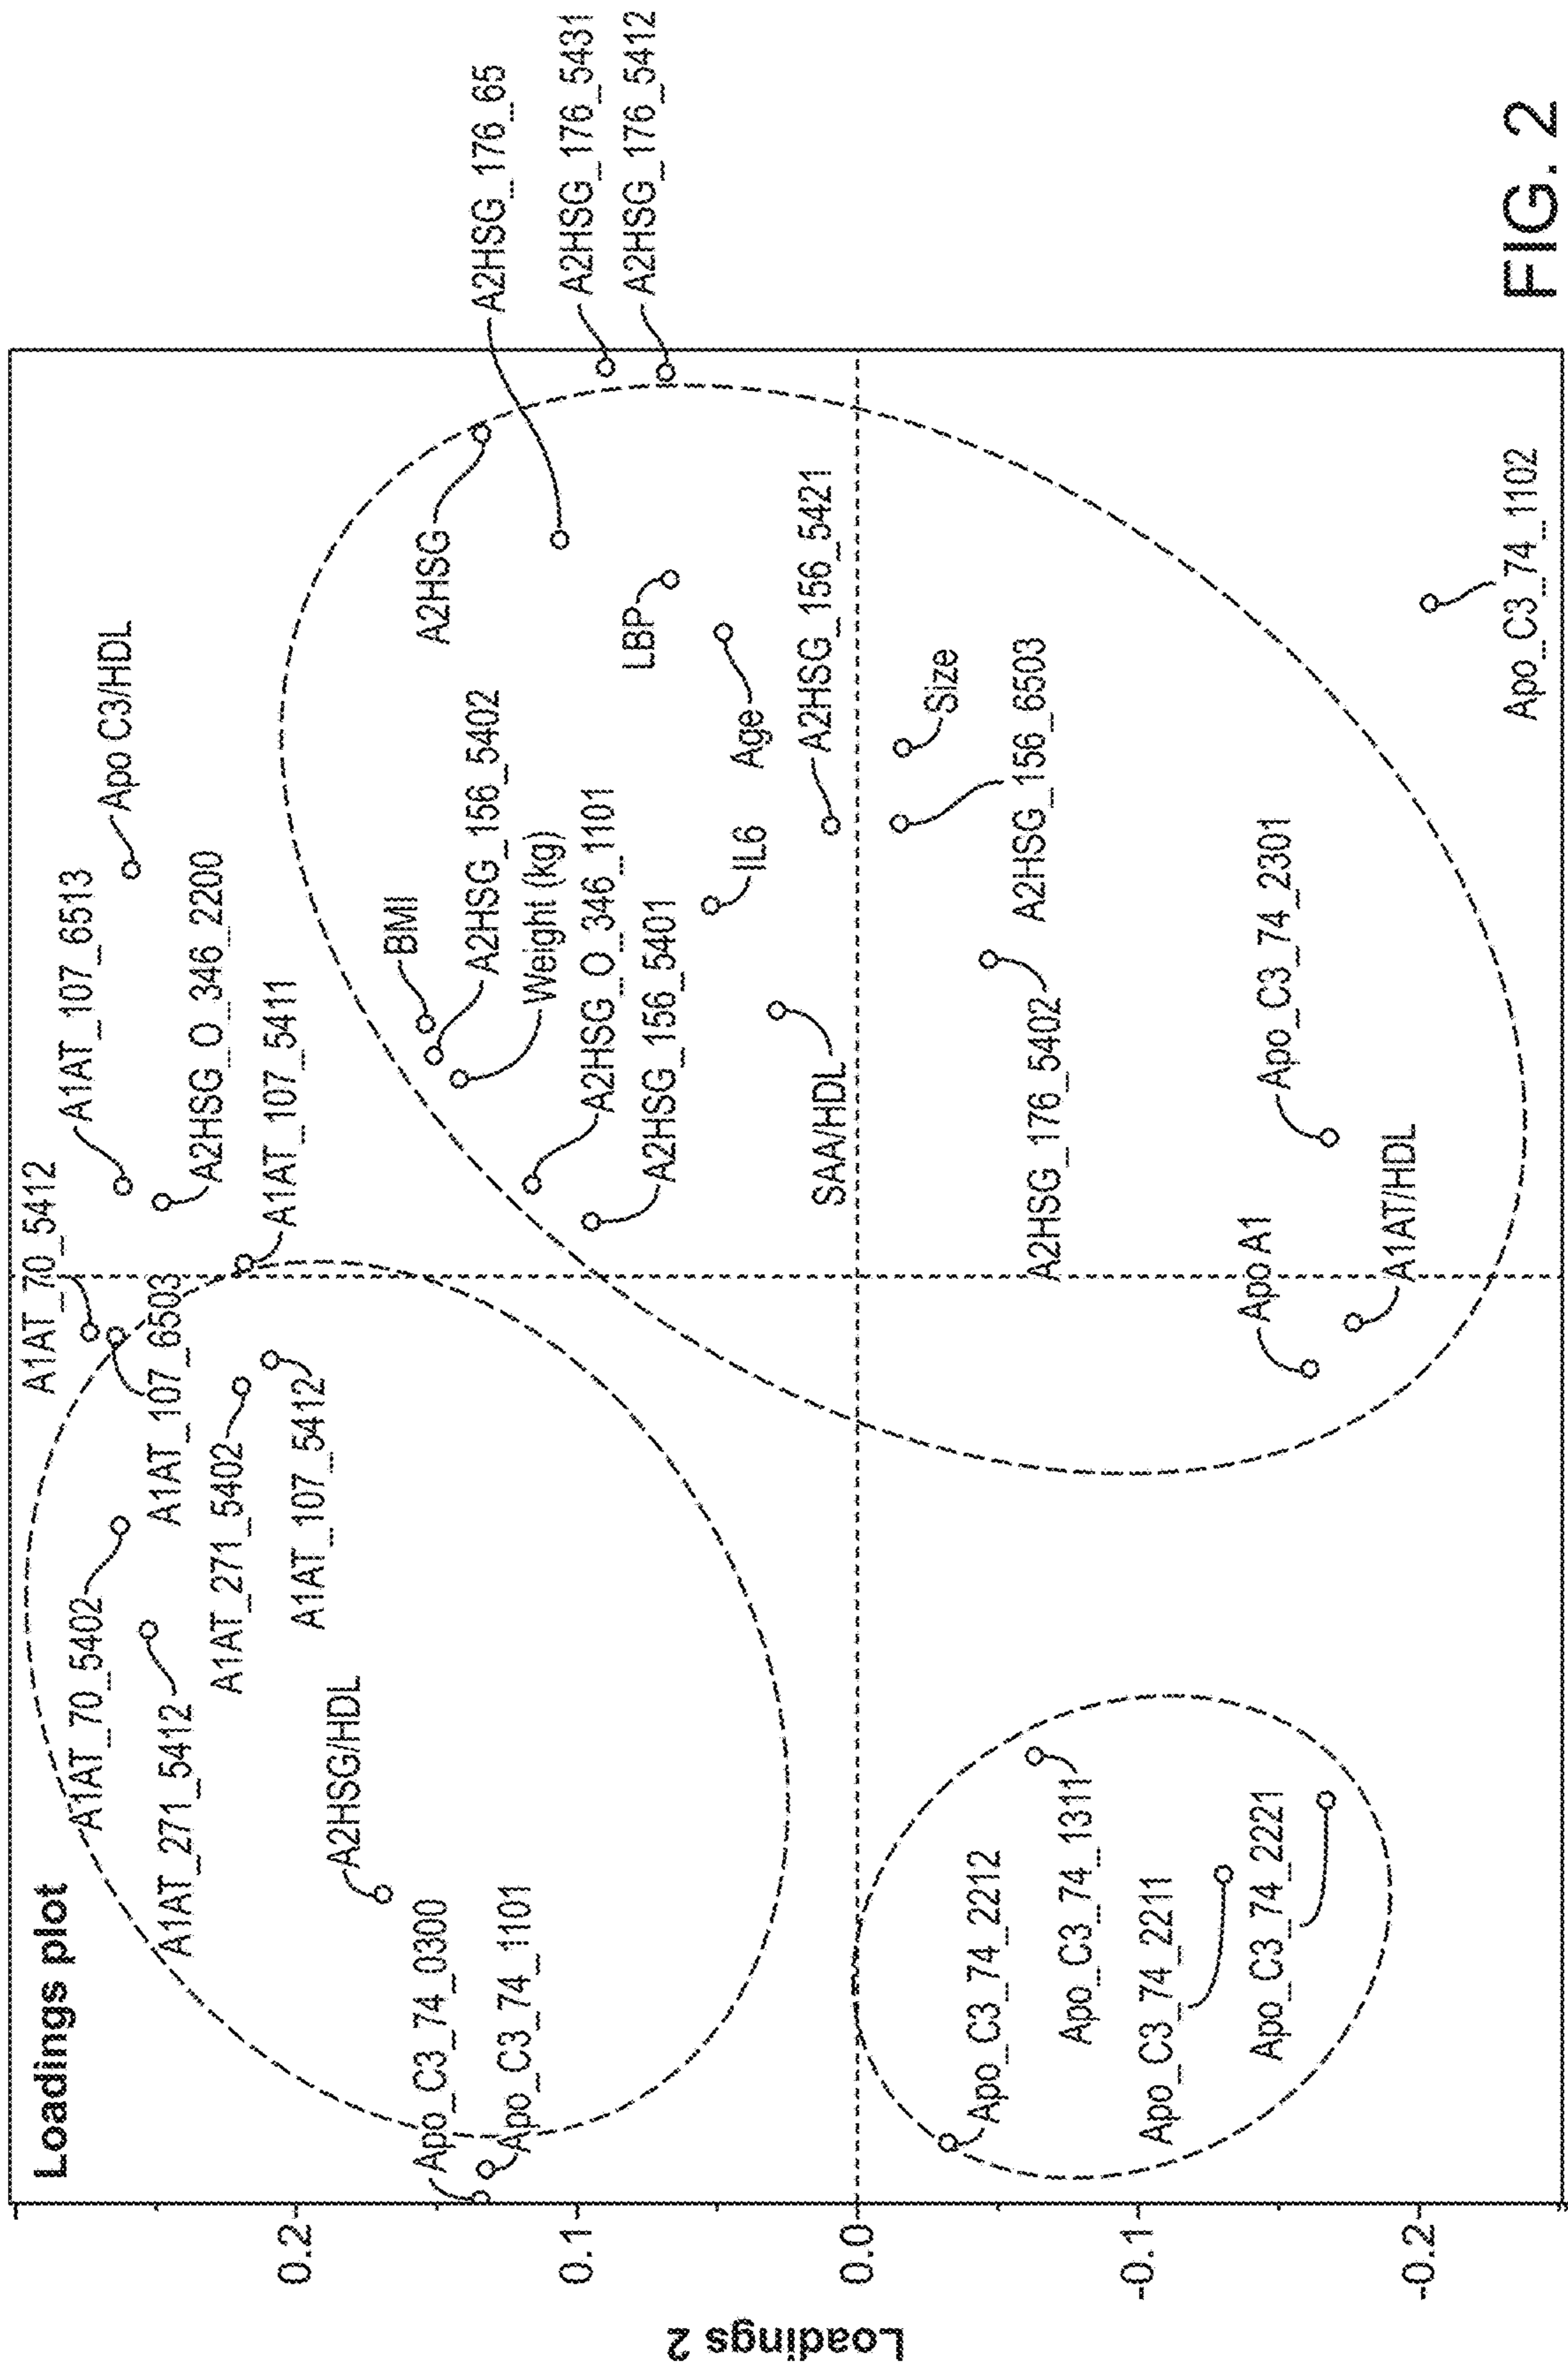 Loadings plot
A1AT_70_5412
A1AT_107_6513
Apo C3/HDL
A1AT_70_5402
A1AT_107_6503
A2HSG_O_346_2200
A1AT_271_5412
A1AT_271_5402
A1AT_107_5411
A1AT_107_5412
A2HSG/HDL
BMI
A2HSG
A2HSG_176_65
Apo_C3_74_0300
A2HSG_156_5402
Apo_C3_74_1101
Weight (kg)
A2HSG_O_346_1101
A2HSG_176_5431
A2HSG_156_5401
LBP
A2HSG_176_5412
IL6
Age
SAA/HDL
A2HSG_156_5421
Size
Apo_C3_74_2212
A2HSG_156_6503
A2HSG_176_5402
Apo_C3_74_1311
Apo_C3_74_2211
Apo A1
Apo_C3_74_2301
Apo_C3_74_2221
A1AT/HDL
Apo_C3_74_1102
0.2
0.1
0.0
-0.1
-0.2
Loadings 2
FIG. 2